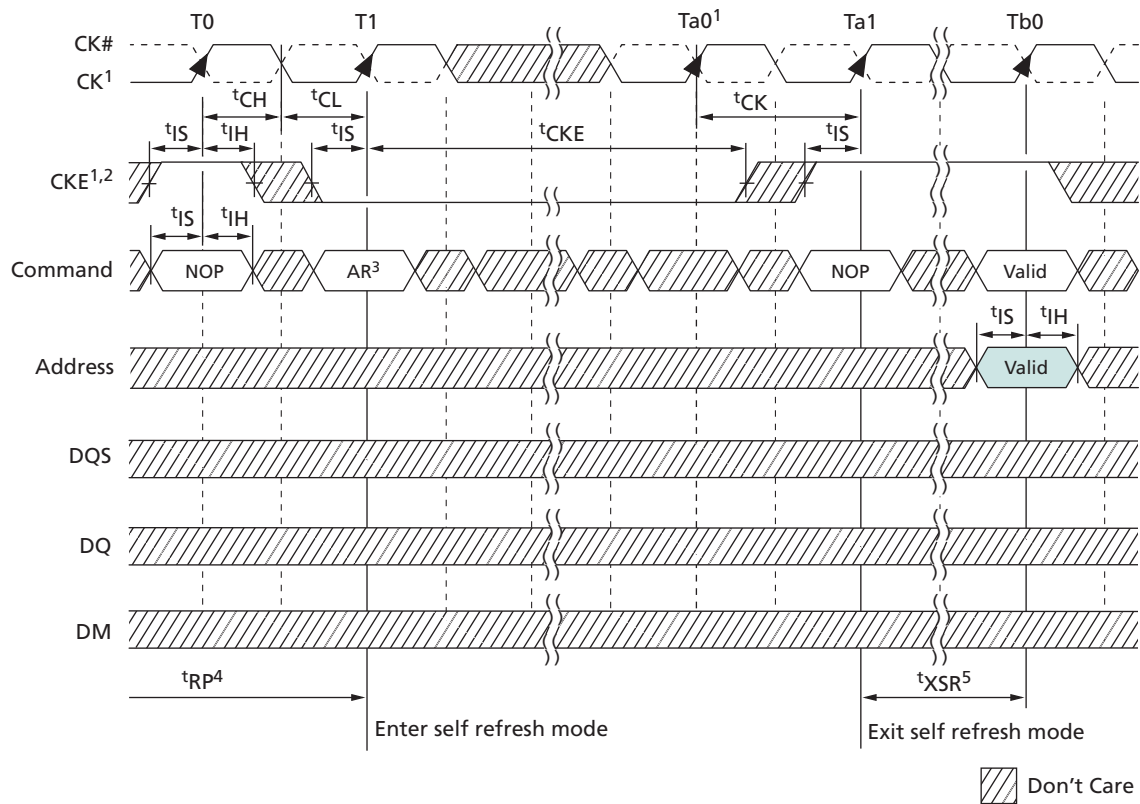 T0 T1 Ta0¹ Ta1 Tb0
CK#
CK¹
tCH tCL tCK
tIS tIH tIS tCKE tIS
CKE¹,²
tIS tIH
Command NOP AR³ NOP Valid
tIS tIH
Address Valid
DQS
DQ
DM
tRP⁴ tXSR⁵
Enter self refresh mode Exit self refresh mode
Don't Care